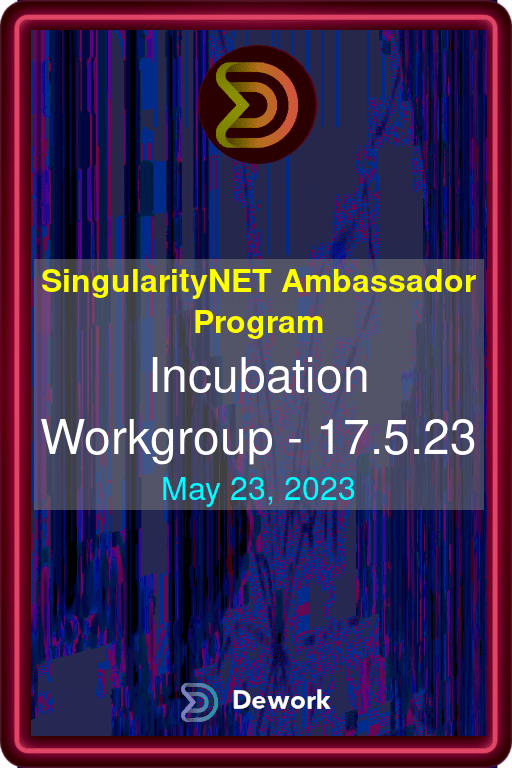 SingularityNET Ambassador
Program
Incubation
Workgroup - 17.5.23
May 23, 2023
Dework